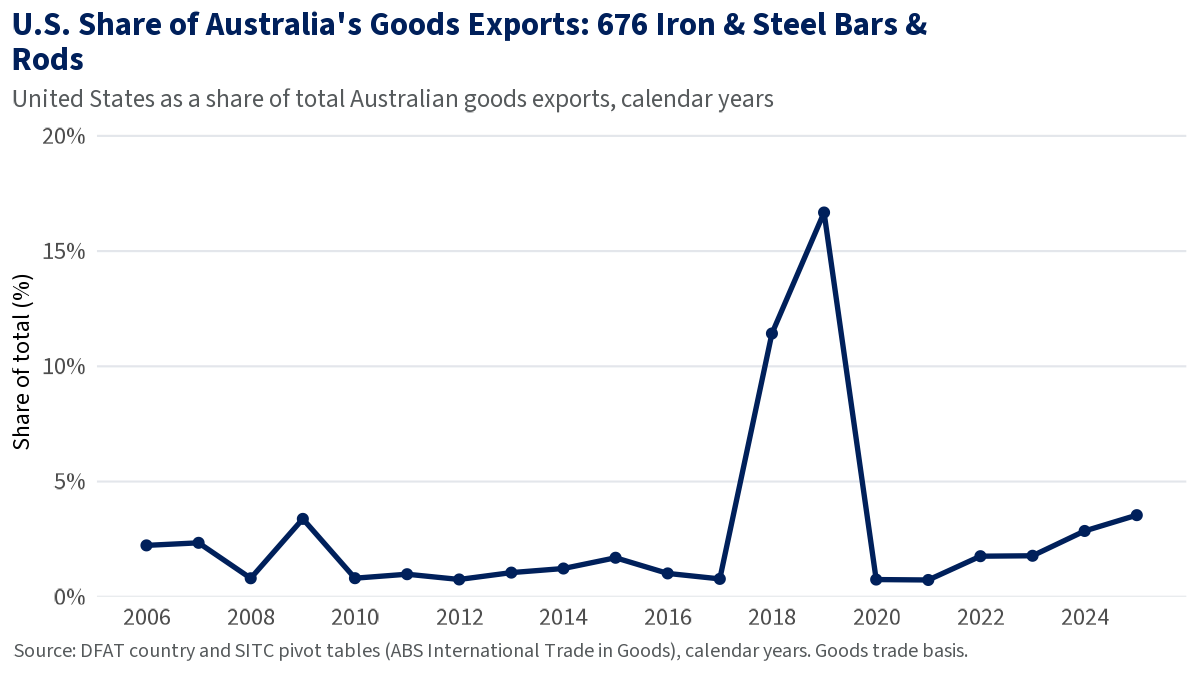 U.S. Share of Australia's Goods Exports: 676 Iron & Steel Bars &
Rods
United States as a share of total Australian goods exports, calendar years
Share of total (%)
20%
15%
10%
5%
0%
2006 2008 2010 2012 2014 2016 2018 2020 2022 2024
Source: DFAT country and SITC pivot tables (ABS International Trade in Goods), calendar years. Goods trade basis.